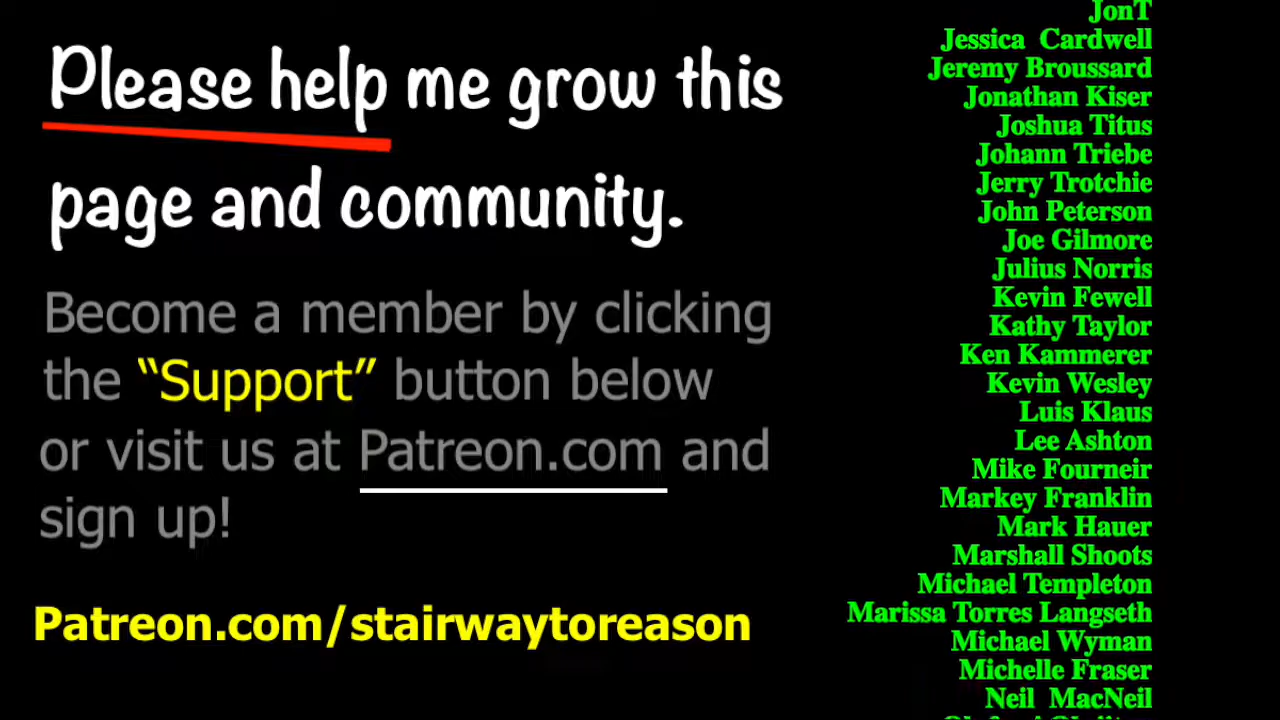 Please help me grow this
page and community.
Become a member by clicking
the “Support” button below
or visit us at Patreon.com and
sign up!
Patreon.com/stairwaytoreason
JonT
Jessica  Cardwell
Jeremy Broussard
Jonathan Kiser
Joshua Titus
Johann Triebe
Jerry Trotchie
John Peterson
Joe Gilmore
Julius Norris
Kevin Fewell
Kathy Taylor
Ken Kammerer
Kevin Wesley
Luis Klaus
Lee Ashton
Mike Fourneir
Markey Franklin
Mark Hauer
Marshall Shoots
Michael Templeton
Marissa Torres Langseth
Michael Wyman
Michelle Fraser
Neil  MacNeil